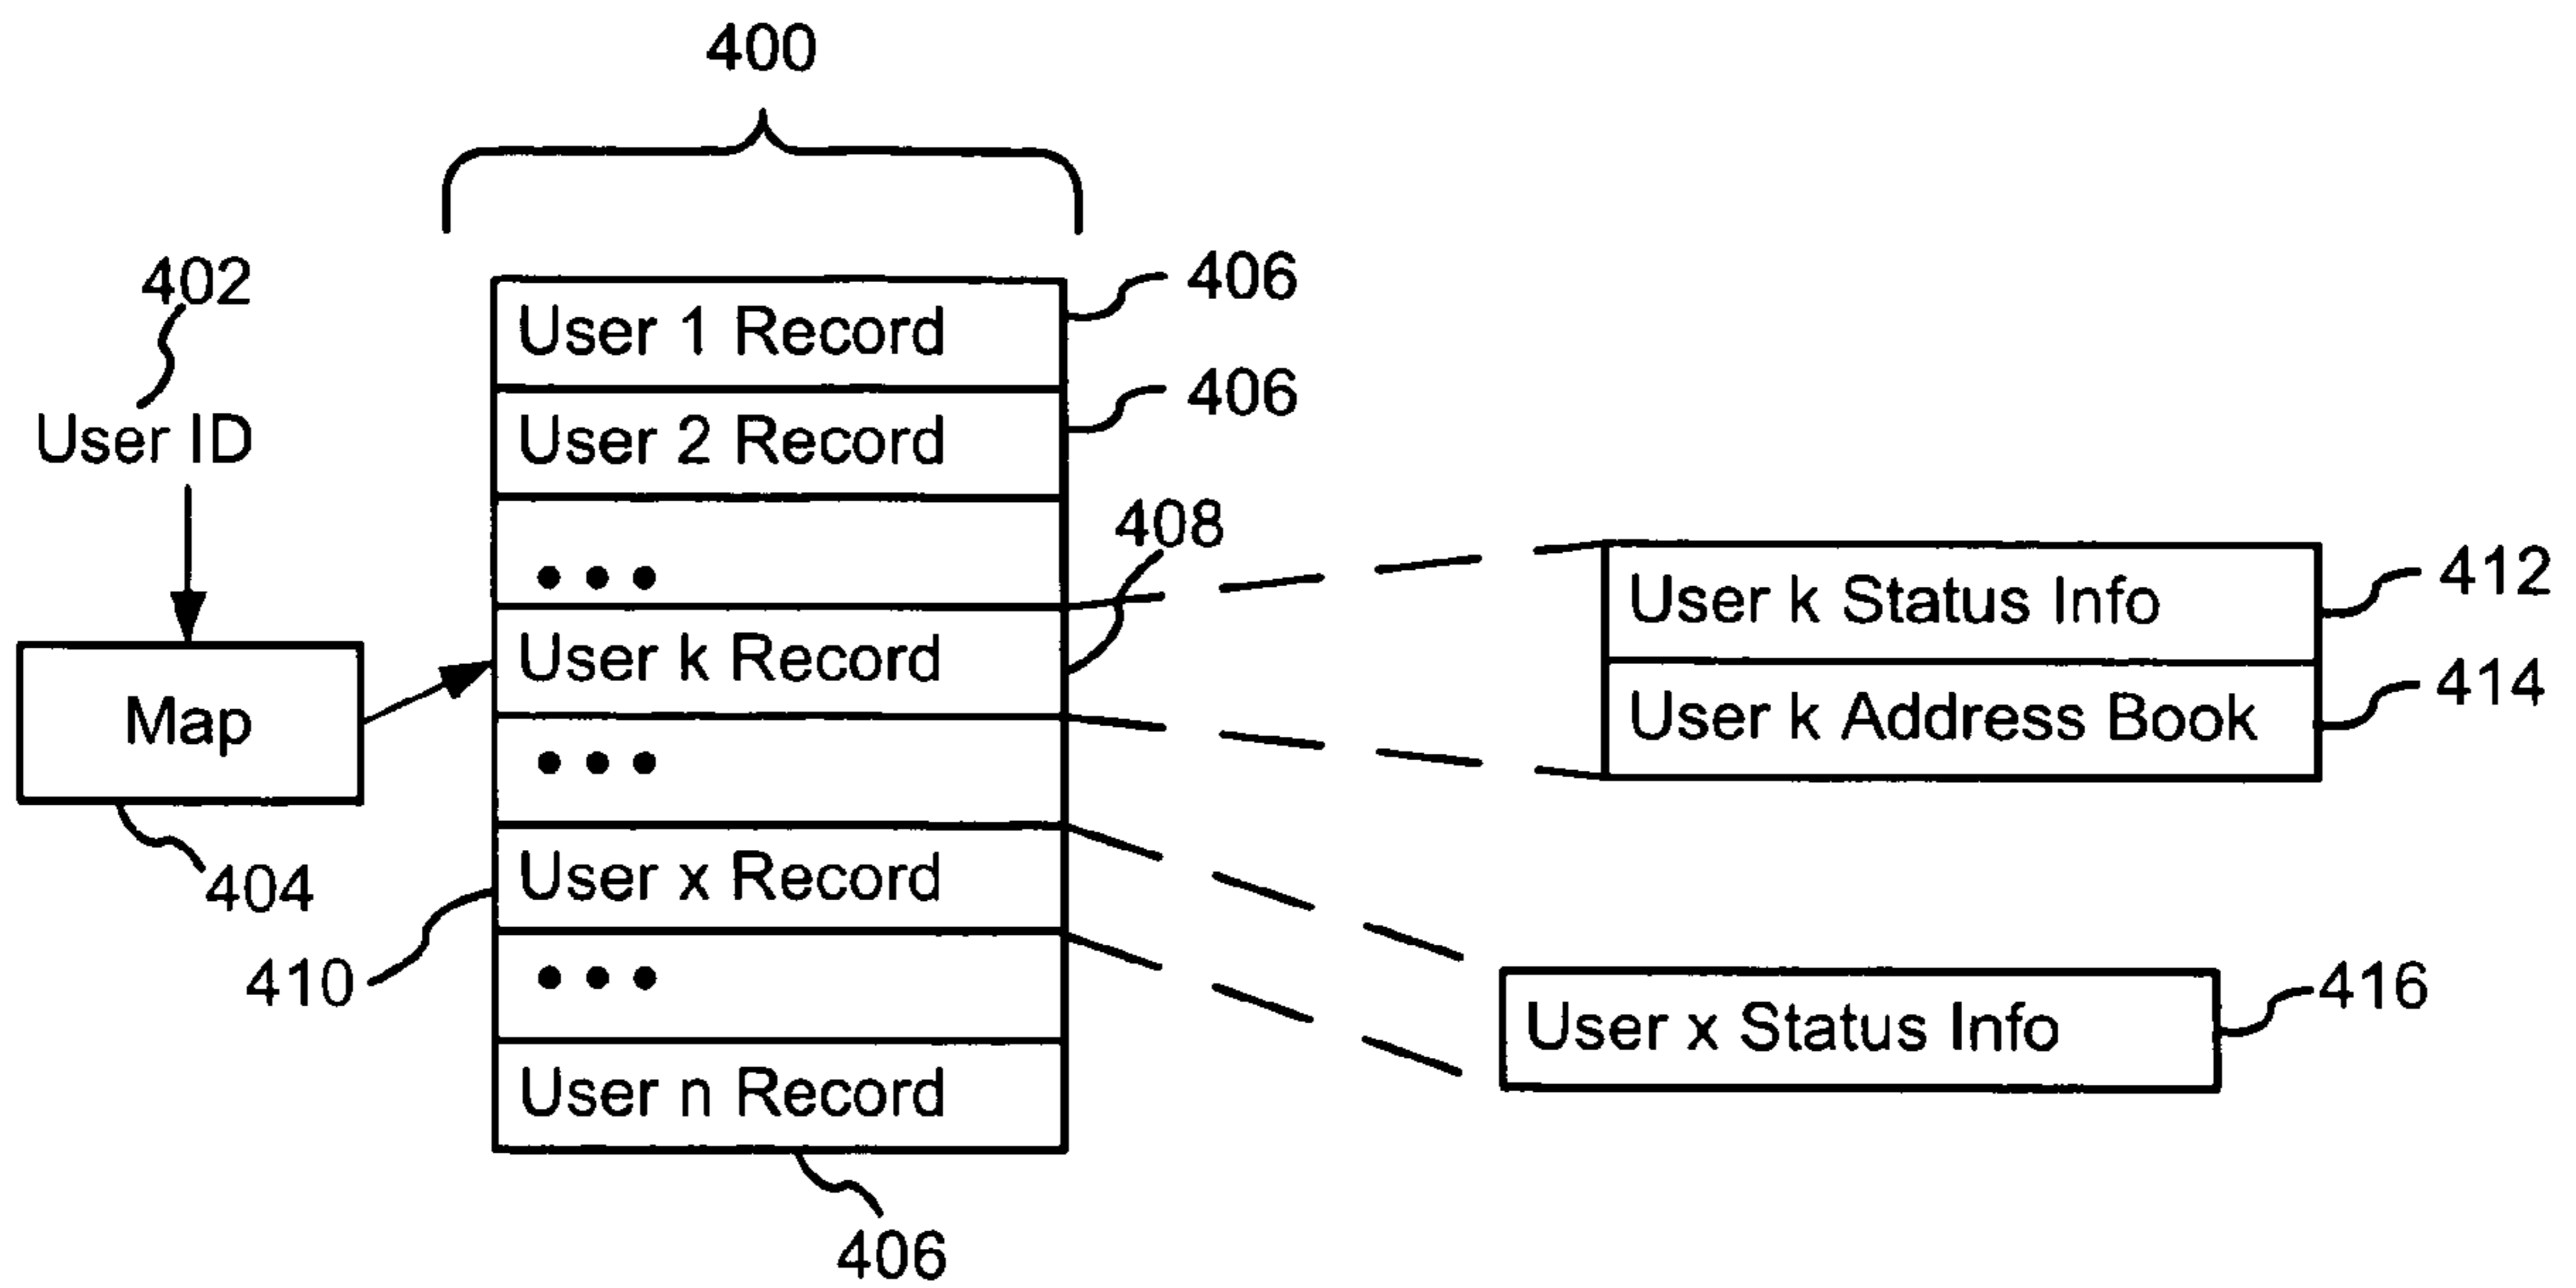 400
402
User ID
Map
404
User 1 Record
406
User 2 Record
406
• • •
408
User k Record
• • •
User x Record
410
• • •
User n Record
406
User k Status Info
412
User k Address Book
414
User x Status Info
416